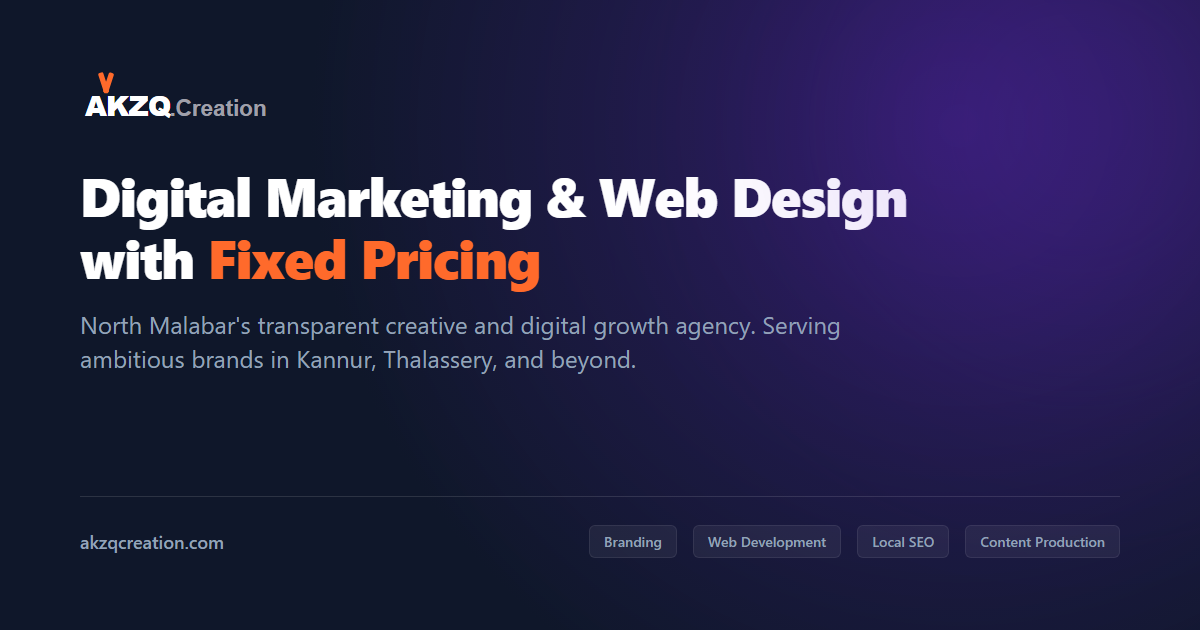 AKZQ.Creation
Digital Marketing & Web Design
with Fixed Pricing
North Malabar's transparent creative and digital growth agency. Serving
ambitious brands in Kannur, Thalassery, and beyond.
akzqcreation.com
Branding
Web Development
Local SEO
Content Production